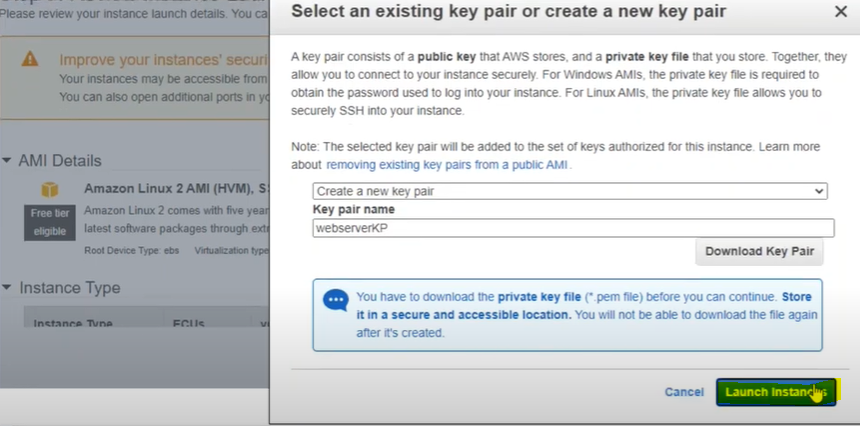 Please review your instance launch details. You ca
Improve your instances' securi
Your instances may be accessible from
You can also open additional ports in yo
AMI Details
Amazon Linux 2 AMI (HVM), S
Free tier
eligible
Amazon Linux 2 comes with five year
latest software packages through extr
Root Device Type: ebs Virtualization type
Instance Type
Instance Type ECUs
Select an existing key pair or create a new key pair
A key pair consists of a public key that AWS stores, and a private key file that you store. Together, they
allow you to connect to your instance securely. For Windows AMIs, the private key file is required to
obtain the password used to log into your instance. For Linux AMIs, the private key file allows you to
securely SSH into your instance.
Note: The selected key pair will be added to the set of keys authorized for this instance. Learn more
about removing existing key pairs from a public AMI.
Create a new key pair
Key pair name
webserverKP
Download Key Pair
You have to download the private key file (*.pem file) before you can continue. Store
it in a secure and accessible location. You will not be able to download the file again
after it's created.
Cancel Launch Instances